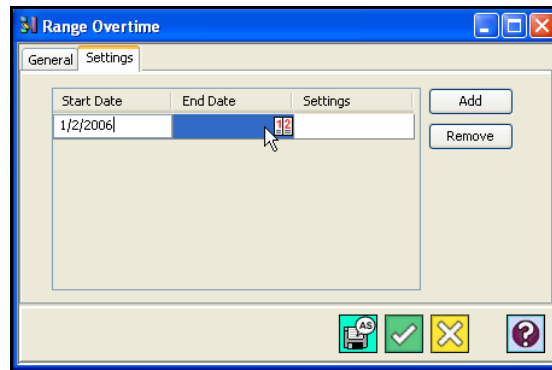 Range Overtime
General Settings
Start Date End Date Settings Add
1/2/2006 12 Remove
AS
?